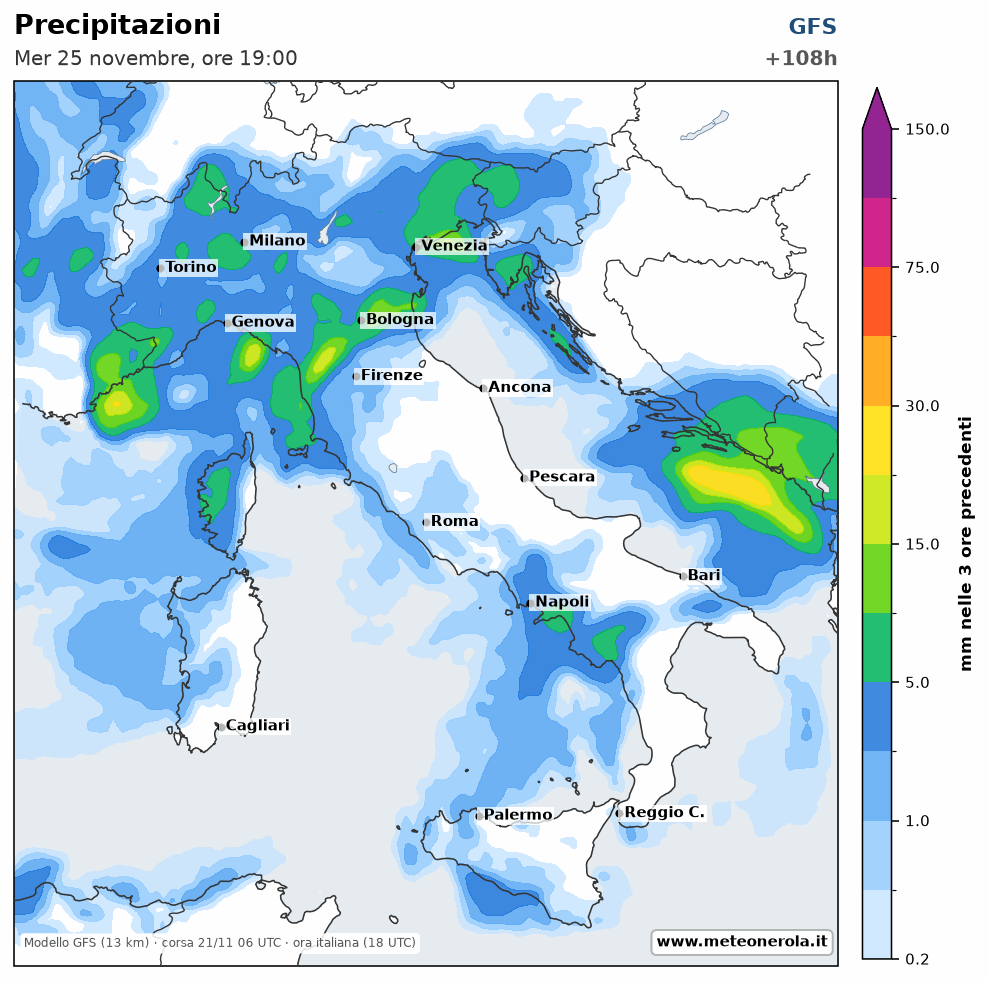 Precipitazioni
GFS
Mer 25 novembre, ore 19:00
+108h
150.0
75.0
30.0
15.0
5.0
1.0
0.2
mm nelle 3 ore precedenti
Milano
Venezia
Torino
Genova
Bologna
Firenze
Ancona
Pescara
Roma
Bari
Napoli
Cagliari
Palermo
Reggio C.
Modello GFS (13 km) · corsa 21/11 06 UTC · ora italiana (18 UTC)
www.meteonerola.it